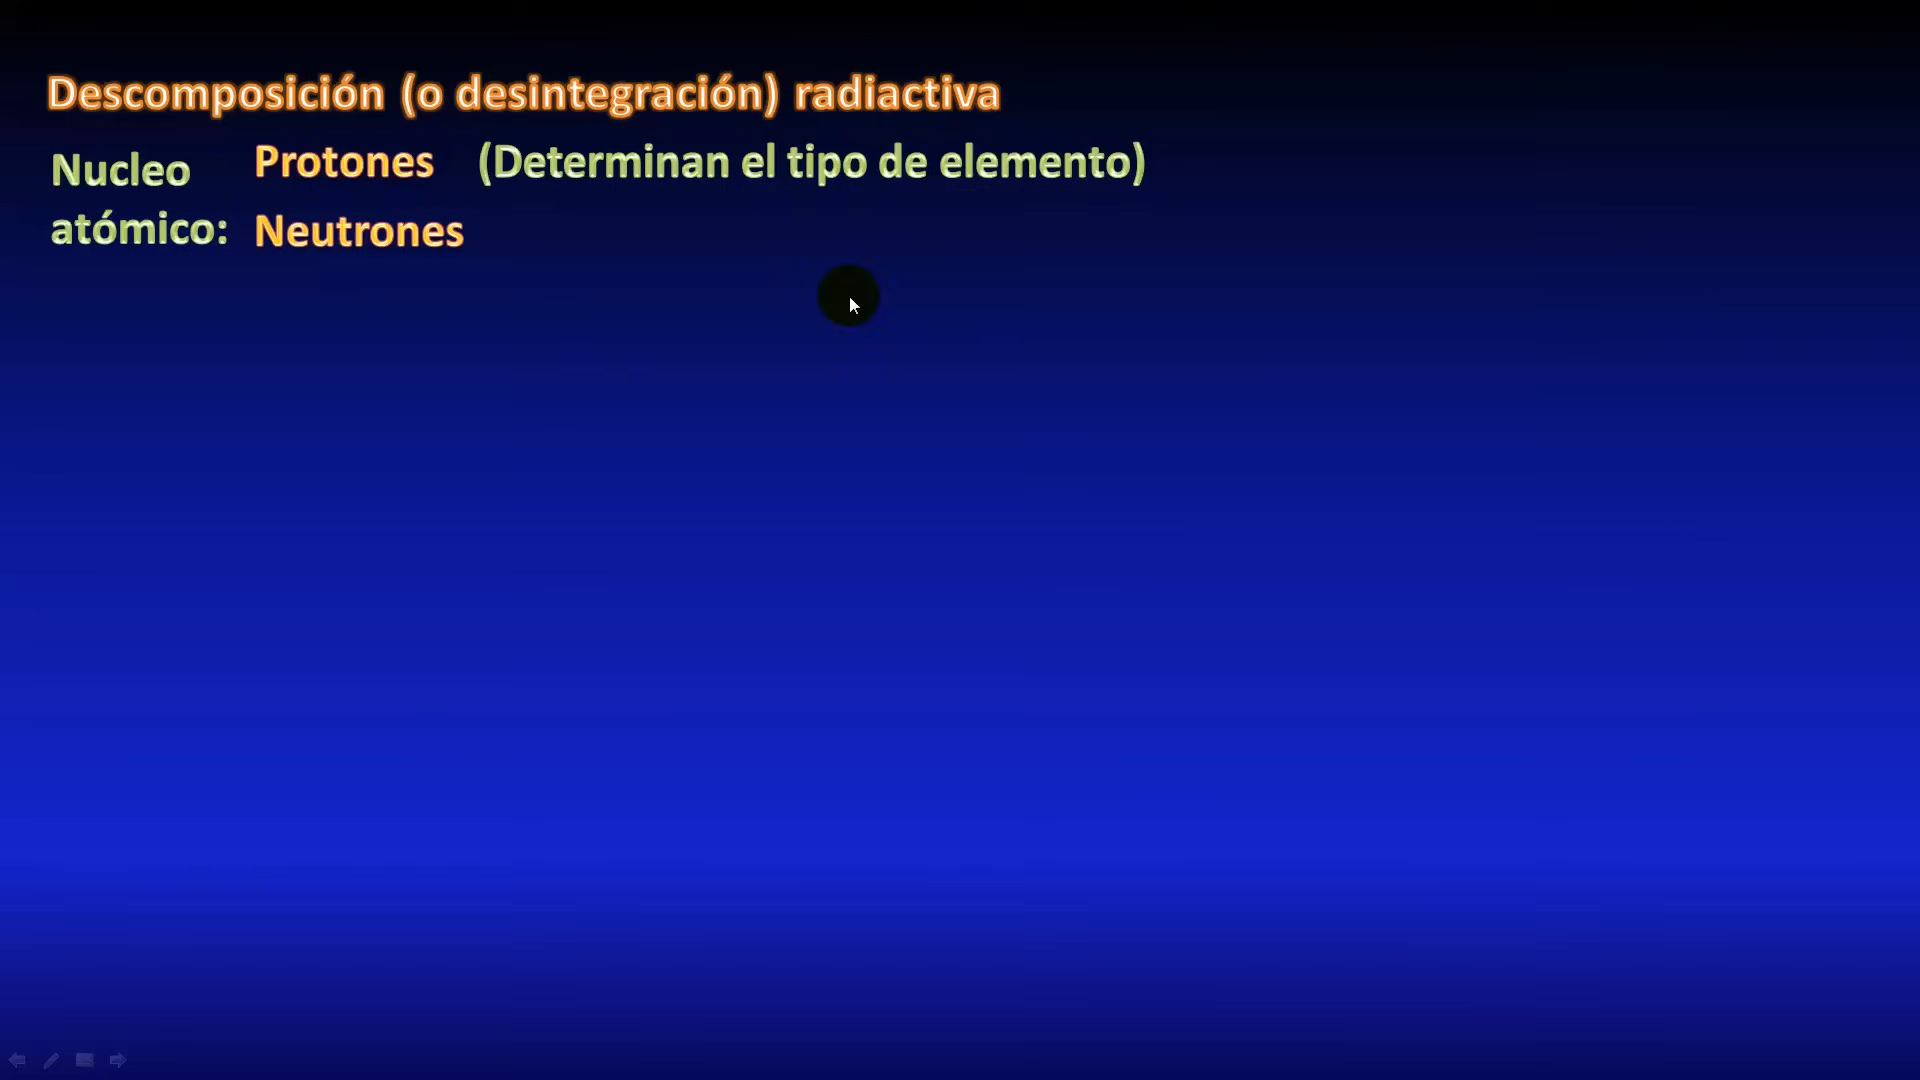 Descomposición (o desintegración) radiactiva
Nucleo
atómico:
Protones (Determinan el tipo de elemento)
Neutrones